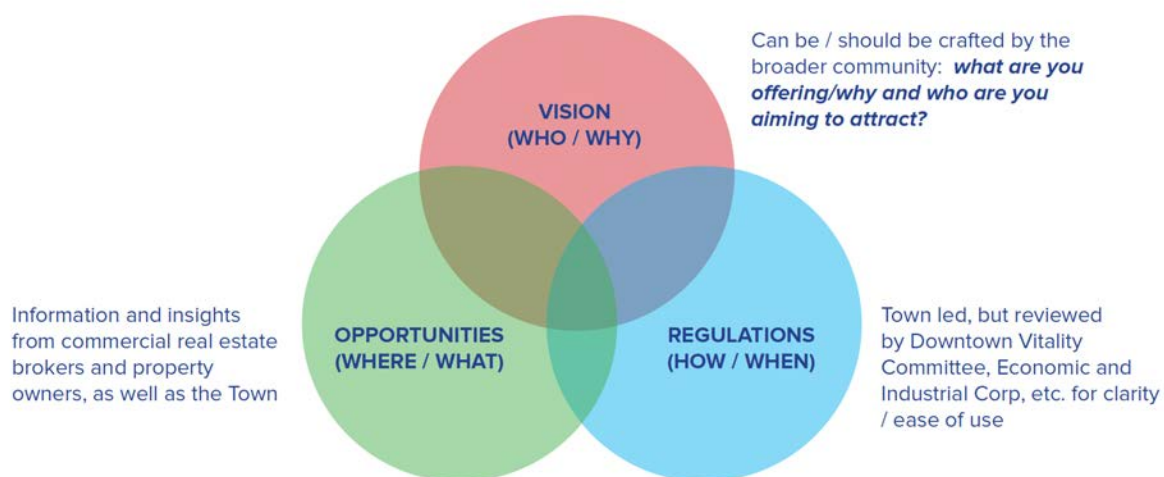 Can be / should be crafted by the
broader community: what are you
offering/why and who are you
aiming to attract?
VISION
(WHO / WHY)
Information and insights
from commercial real estate
brokers and property
owners, as well as the Town
OPPORTUNITIES
(WHERE / WHAT)
REGULATIONS
(HOW / WHEN)
Town led, but reviewed
by Downtown Vitality
Committee, Economic and
Industrial Corp, etc. for clarity
/ ease of use